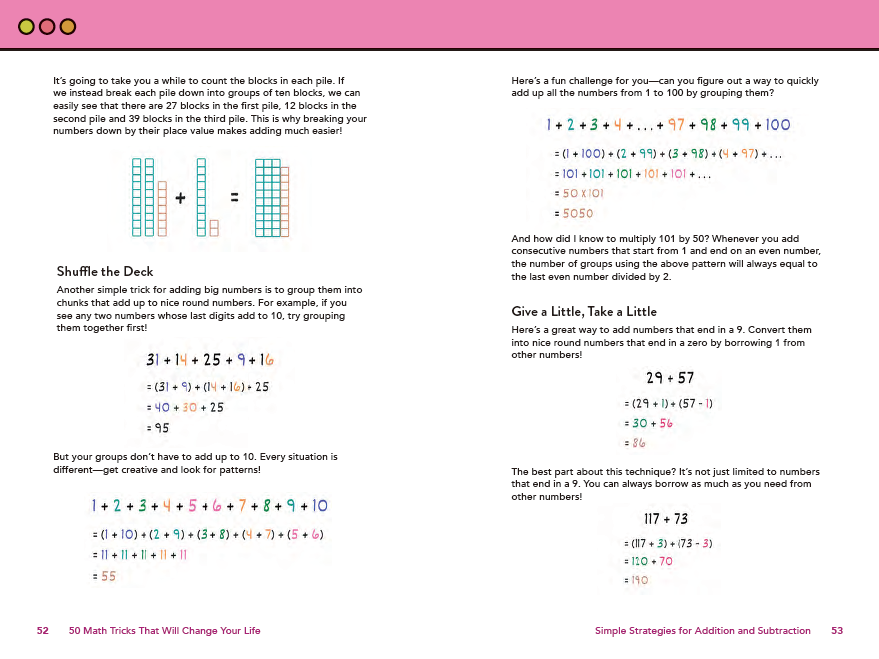 It's going to take you a while to count the blocks in each pile. If
we instead break each pile down into groups of ten blocks, we can
easily see that there are 27 blocks in the first pile, 12 blocks in the
second pile and 39 blocks in the third pile. This is why breaking your
numbers down by their place value makes adding much easier!
+ =
Shuffle the Deck
Another simple trick for adding big numbers is to group them into
chunks that add up to nice round numbers. For example, if you
see any two numbers whose last digits add to 10, try grouping
them together first!
31 + 14 + 25 + 9 + 16
= (31 + 9) + (14 + 16) + 25
= 40 + 30 + 25
= 95
But your groups don't have to add up to 10. Every situation is
different—get creative and look for patterns!
1 + 2 + 3 + 4 + 5 + 6 + 7 + 8 + 9 + 10
= (1 + 10) + (2 + 9) + (3 + 8) + (4 + 7) + (5 + 6)
= 11 + 11 + 11 + 11 + 11
= 55
52 50 Math Tricks That Will Change Your Life
Here's a fun challenge for you—can you figure out a way to quickly
add up all the numbers from 1 to 100 by grouping them?
1 + 2 + 3 + 4 + . . . + 97 + 98 + 99 + 100
= (1 + 100) + (2 + 99) + (3 + 98) + (4 + 97) + . . .
= 101 + 101 + 101 + 101 + 101 + . . .
= 50 x 101
= 5050
And how did I know to multiply 101 by 50? Whenever you add
consecutive numbers that start from 1 and end on an even number,
the number of groups using the above pattern will always equal to
the last even number divided by 2.
Give a Little, Take a Little
Here's a great way to add numbers that end in a 9. Convert them
into nice round numbers that end in a zero by borrowing 1 from
other numbers!
29 + 57
= (29 + 1) + (57 - 1)
= 30 + 56
= 86
The best part about this technique? It's not just limited to numbers
that end in a 9. You can always borrow as much as you need from
other numbers!
117 + 73
= (117 + 3) + (73 - 3)
= 120 + 70
= 190
Simple Strategies for Addition and Subtraction 53